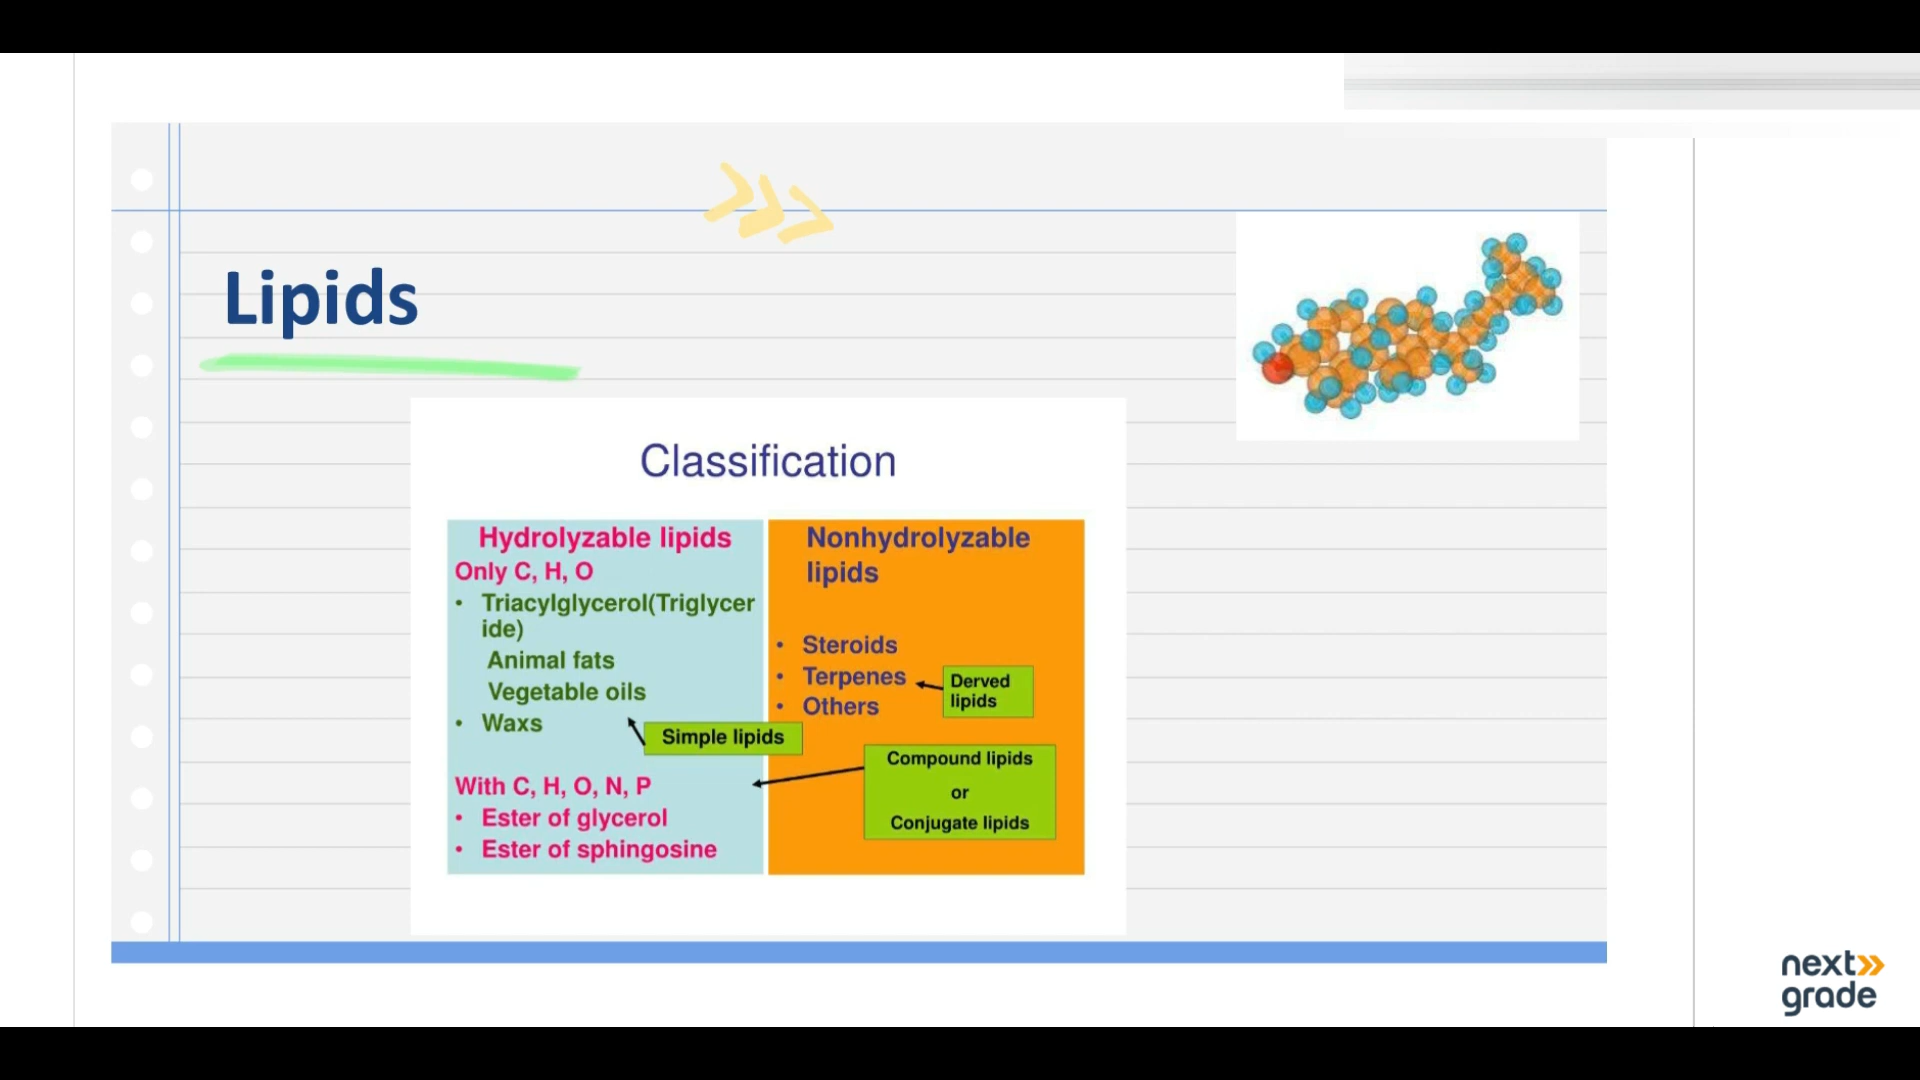 Lipids
Classification
Hydrolyzable lipids
Only C, H, O
• Triacylglycerol(Triglycer
ide)
Animal fats
Vegetable oils
• Waxs
Simple lipids
With C, H, O, N, P
• Ester of glycerol
• Ester of sphingosine
Nonhydrolyzable
lipids
• Steroids
• Terpenes
• Others
Derved
lipids
Compound lipids
or
Conjugate lipids
next
grade